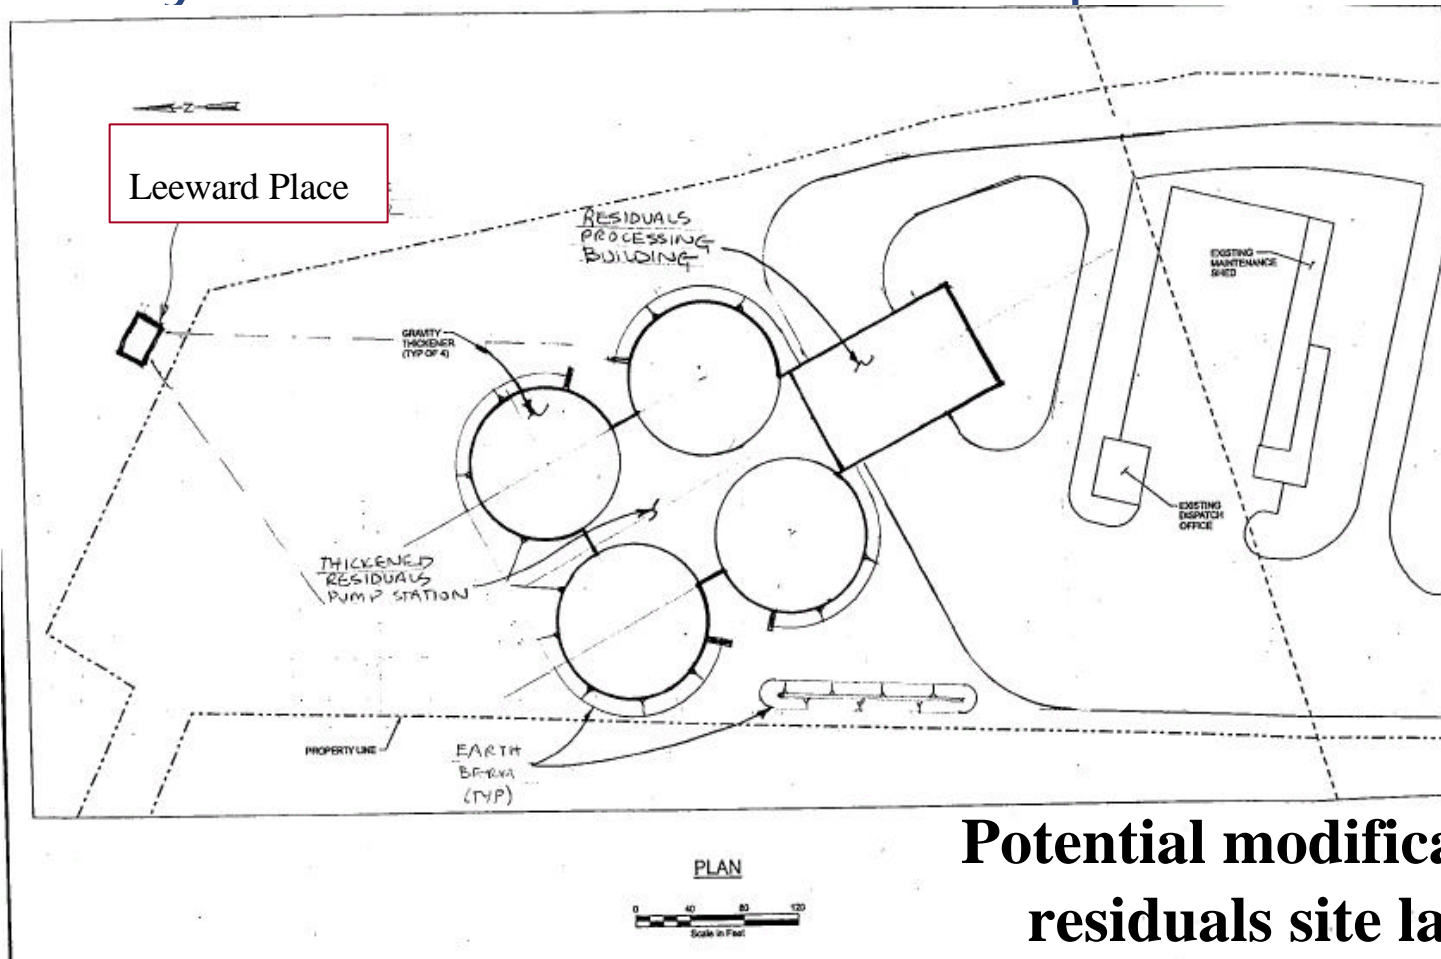 Z
Leeward Place
RESIDUALS
PROCESSING
BUILDING
EXISTING
MAINTENANCE
SHED
GRAVITY
THICKENER
(TYP OF 4)
EXISTING
DISPATCH
OFFICE
THICKENED
RESIDUALS
PUMP STATION
PROPERTY LINE
EARTH
BERM
(TYP)
Potential modifica
residuals site la
PLAN
0 40 80 120
Scale in Feet